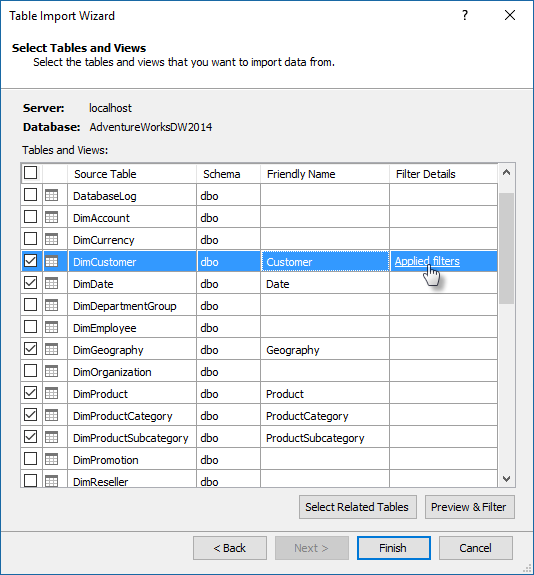 Table Import Wizard ?
Select Tables and Views
Select the tables and views that you want to import data from.
Server: localhost
Database: AdventureWorksDW2014
Tables and Views:
Source Table Schema Friendly Name Filter Details
DatabaseLog dbo
DimAccount dbo
DimCurrency dbo
DimCustomer dbo Customer Applied filters
DimDate dbo Date
DimDepartmentGroup dbo
DimEmployee dbo
DimGeography dbo Geography
DimOrganization dbo
DimProduct dbo Product
DimProductCategory dbo ProductCategory
DimProductSubcategory dbo ProductSubcategory
DimPromotion dbo
DimReseller dbo
Select Related Tables Preview & Filter
< Back Next > Finish Cancel